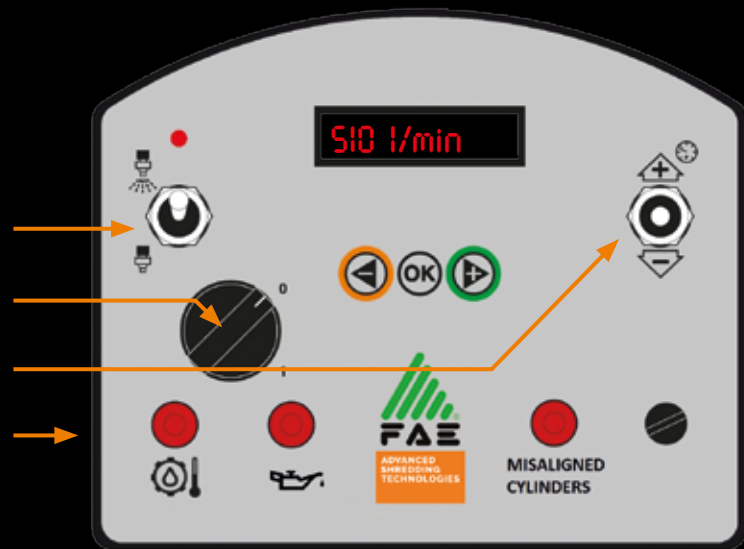 510 l/min
0
OK
1
FAE
ADVANCED
SHREDDING
TECHNOLOGIES
MISALIGNED
CYLINDERS